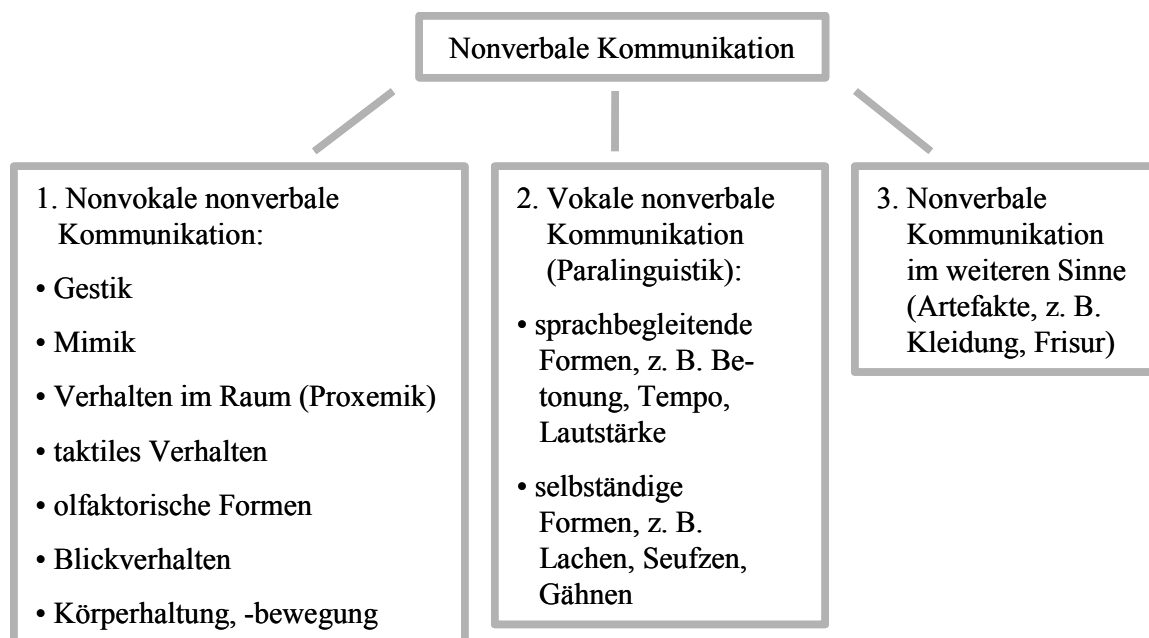 Nonverbale Kommunikation
1. Nonvokale nonverbale
Kommunikation:
• Gestik
• Mimik
• Verhalten im Raum (Proxemik)
• taktiles Verhalten
• olfaktorische Formen
• Blickverhalten
• Körperhaltung, -bewegung
2. Vokale nonverbale
Kommunikation
(Paralinguistik):
• sprachbegleitende
Formen, z. B. Be-
tonung, Tempo,
Lautstärke
• selbständige
Formen, z. B.
Lachen, Seufzen,
Gähnen
3. Nonverbale
Kommunikation
im weiteren Sinne
(Artefakte, z. B.
Kleidung, Frisur)